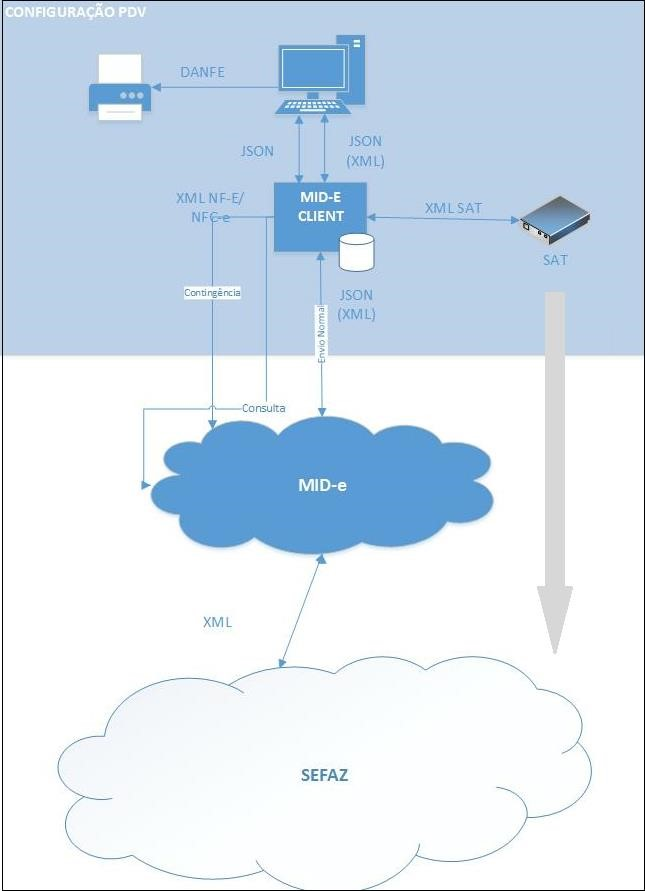 CONFIGURAÇÃO PDV
DANFE
JSON
JSON
(XML)
XML NF-E/
NFC-e
MID-E
CLIENT
XML SAT
SAT
Contingência
JSON
(XML)
Envio Normal
Consulta
MID-e
XML
SEFAZ